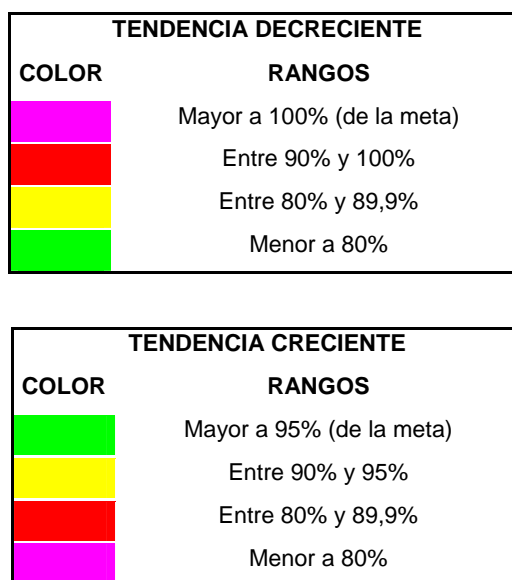 TENDENCIA DECRECIENTE
COLOR RANGOS
Mayor a 100% (de la meta)
Entre 90% y 100%
Entre 80% y 89,9%
Menor a 80%
TENDENCIA CRECIENTE
COLOR RANGOS
Mayor a 95% (de la meta)
Entre 90% y 95%
Entre 80% y 89,9%
Menor a 80%